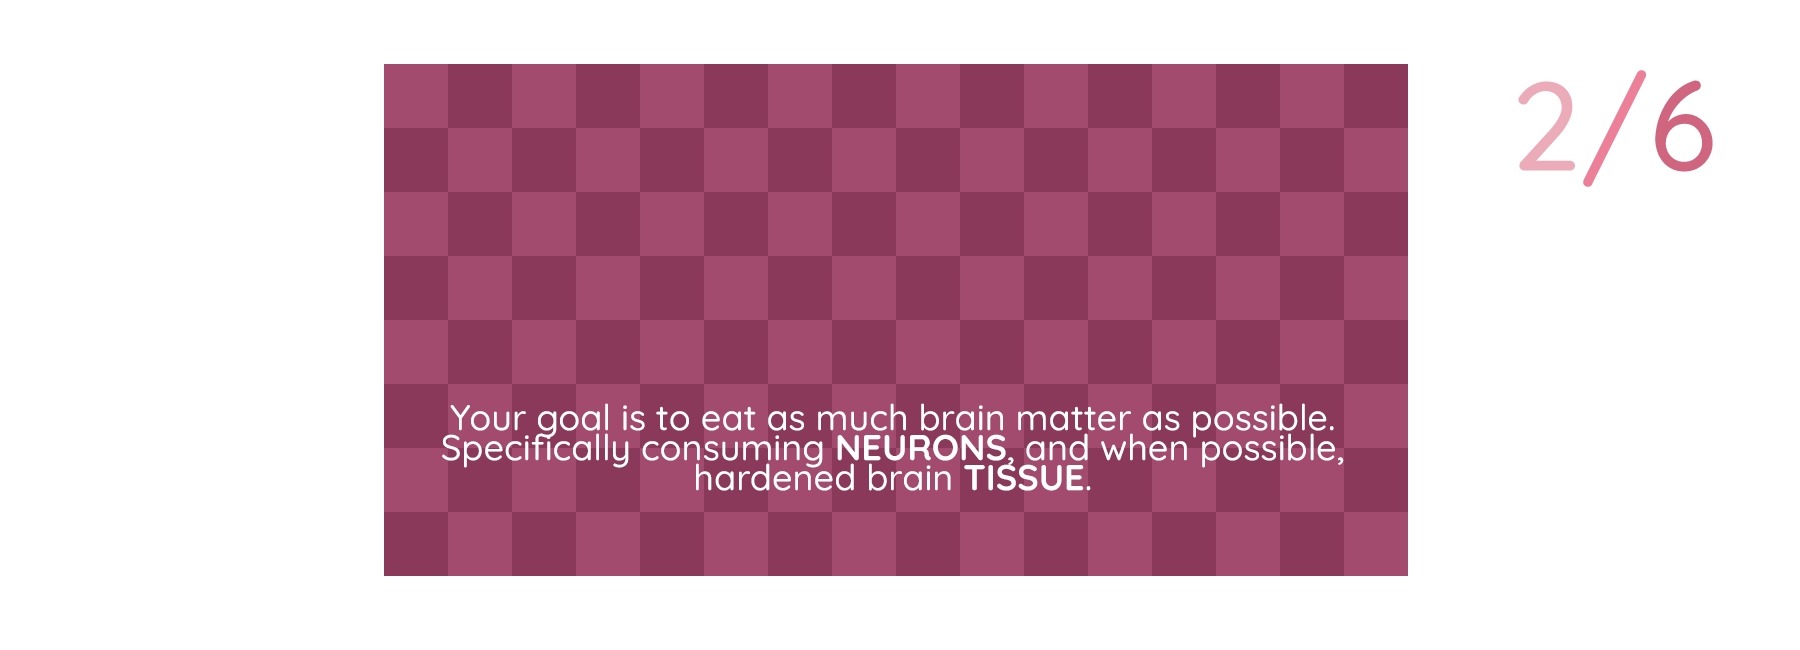 2/6
Your goal is to eat as much brain matter as possible.
Specifically consuming NEURONS, and when possible,
hardened brain TISSUE.